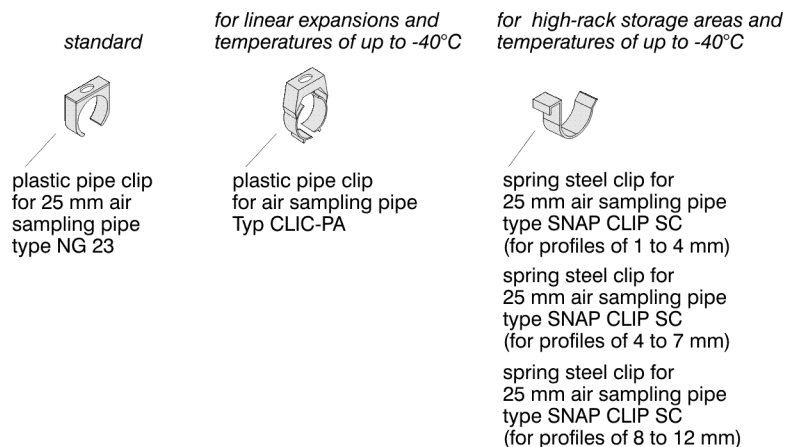 standard
plastic pipe clip
for 25 mm air
sampling pipe
type NG 23
for linear expansions and
temperatures of up to -40°C
plastic pipe clip
for air sampling pipe
Typ CLIC-PA
for high-rack storage areas and
temperatures of up to -40°C
spring steel clip for
25 mm air sampling pipe
type SNAP CLIP SC
(for profiles of 1 to 4 mm)
spring steel clip for
25 mm air sampling pipe
type SNAP CLIP SC
(for profiles of 4 to 7 mm)
spring steel clip for
25 mm air sampling pipe
type SNAP CLIP SC
(for profiles of 8 to 12 mm)